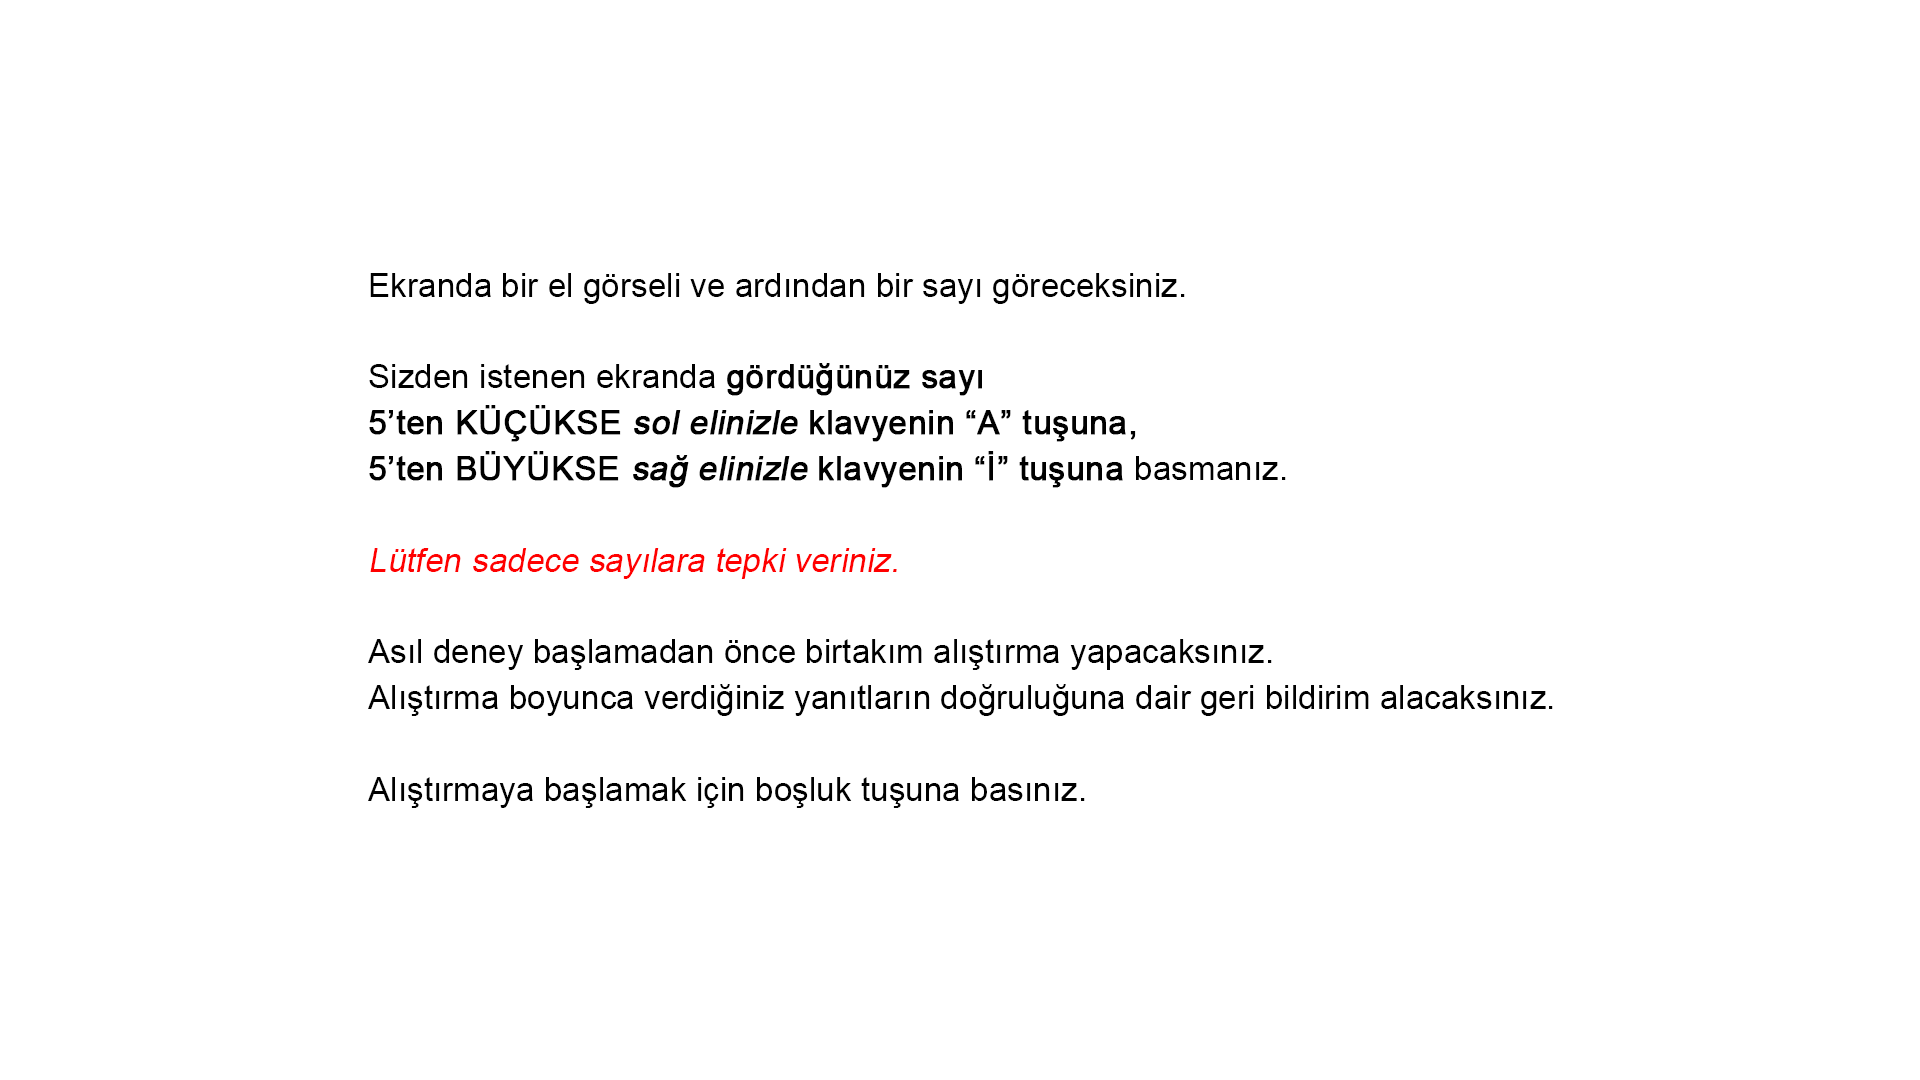 Ekranda bir el görseli ve ardından bir sayı göreceksiniz.
Sizden istenen ekranda gördüğünüz sayı
5’ten KÜÇÜKSE sol elinizle klavyenin “A” tuşuna,
5’ten BÜYÜKSE sağ elinizle klavyenin “İ” tuşuna basmanız.
Lütfen sadece sayılara tepki veriniz.
Asıl deney başlamadan önce birtakım alıştırma yapacaksınız.
Alıştırma boyunca verdiğiniz yanıtların doğruluğuna dair geri bildirim alacaksınız.
Alıştırmaya başlamak için boşluk tuşuna basınız.